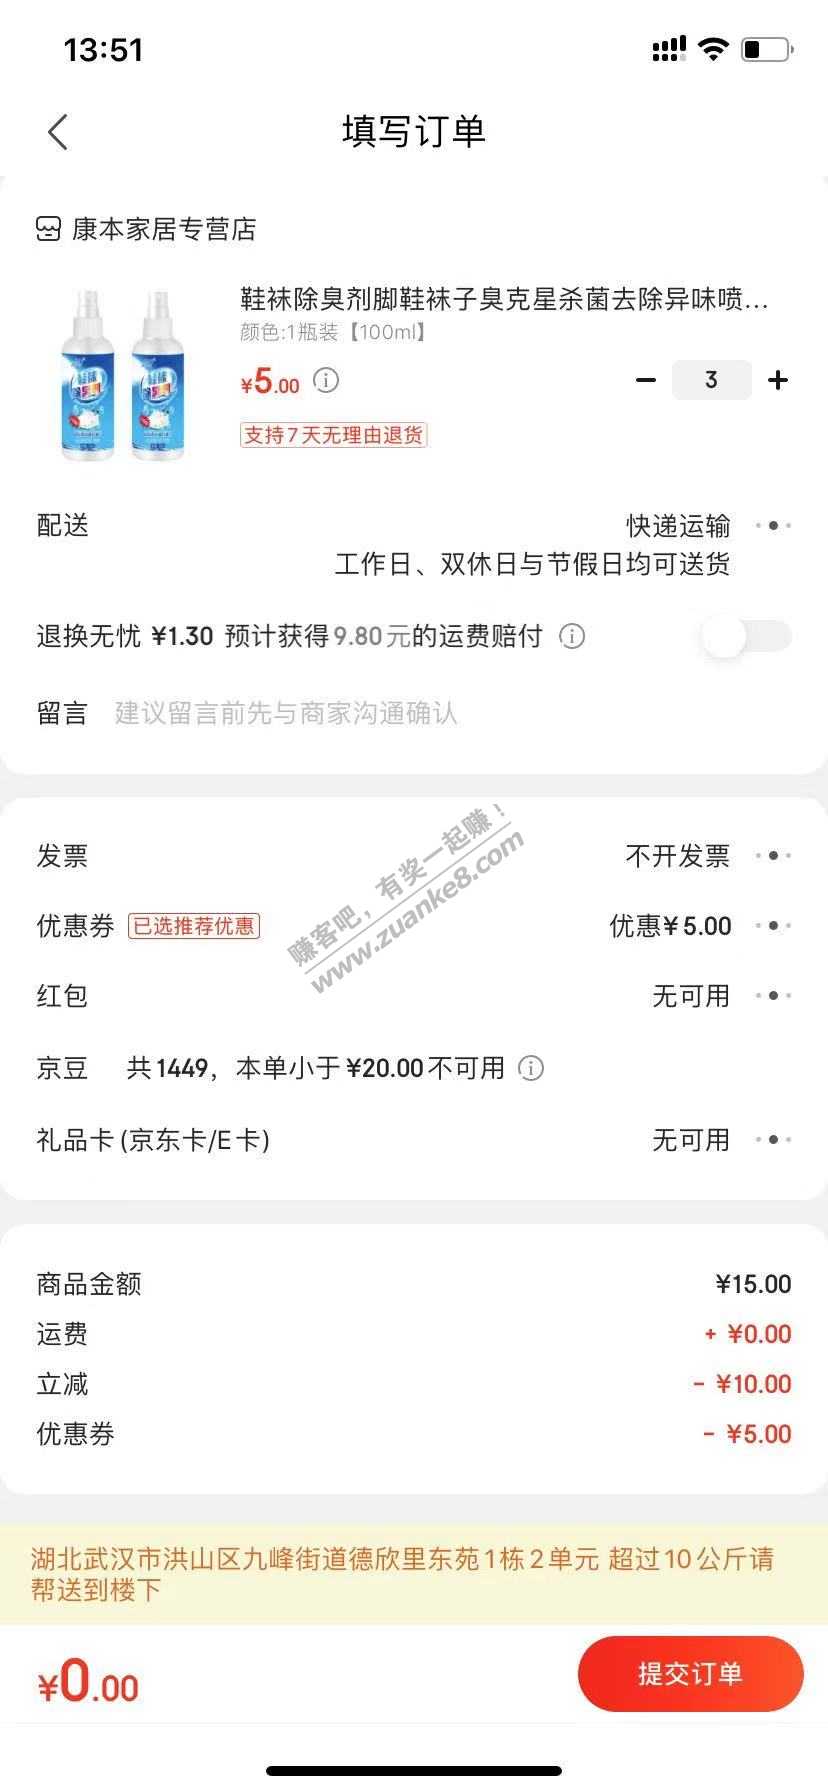 13:51
填写订单
康本家居专营店
鞋袜除臭剂脚鞋袜子臭克星杀菌去除异味喷...
颜色:1瓶装【100ml】
¥5.00
3
支持7天无理由退货
配送
快递运输
工作日、双休日与节假日均可送货
退换无忧 ¥1.30 预计获得9.80元的运费赔付
留言 建议留言前先与商家沟通确认
赚客吧，有奖一起赚！
www.zuanke8.com
发票
不开发票
优惠券 已选推荐优惠
优惠¥5.00
红包
无可用
京豆 共1449，本单小于¥20.00不可用
礼品卡(京东卡/E卡)
无可用
商品金额
¥15.00
运费
+ ¥0.00
立减
- ¥10.00
优惠券
- ¥5.00
湖北武汉市洪山区九峰街道德欣里东苑1栋2单元 超过10公斤请
帮送到楼下
¥0.00
提交订单